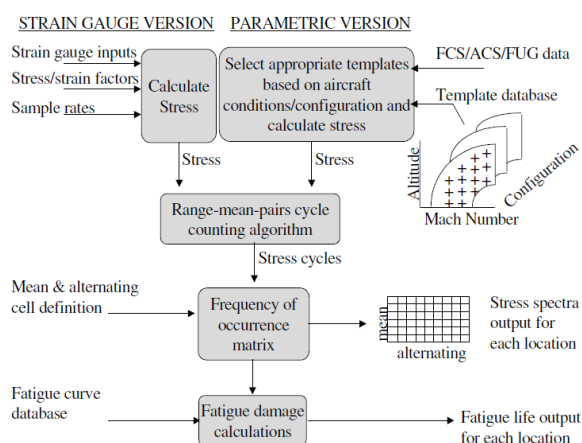 STRAIN GAUGE VERSION
PARAMETRIC VERSION
Strain gauge inputs
Stress/strain factors
Sample rates
Calculate
Stress
Select appropriate templates
based on aircraft
conditions/configuration and
calculate stress
FCS/ACS/FUG data
Template database
Altitude
Configuration
Mach Number
Stress
Stress
Range-mean-pairs cycle
counting algorithm
Stress cycles
Mean & alternating
cell definition
Frequency of
occurrence
matrix
mean
alternating
Stress spectra
output for
each location
Fatigue curve
database
Fatigue damage
calculations
Fatigue life output
for each location